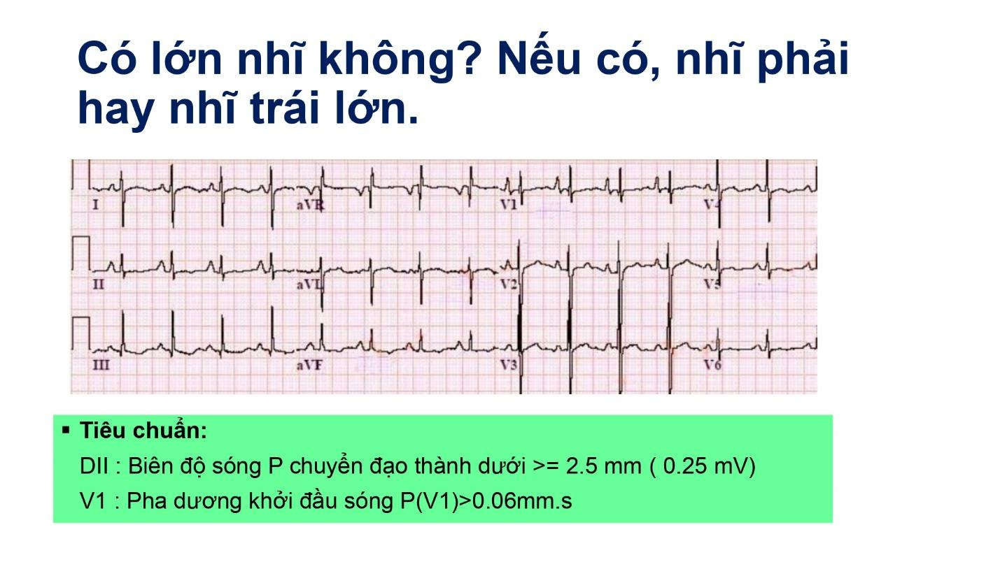 Có lớn nhĩ không? Nếu có, nhĩ phải
hay nhĩ trái lớn.
I aVR V1 V4
II aVL V2 V5
III aVF V3 V6
▪ Tiêu chuẩn:
DII : Biên độ sóng P chuyển đạo thành dưới >= 2.5 mm ( 0.25 mV)
V1 : Pha dương khởi đầu sóng P(V1)>0.06mm.s